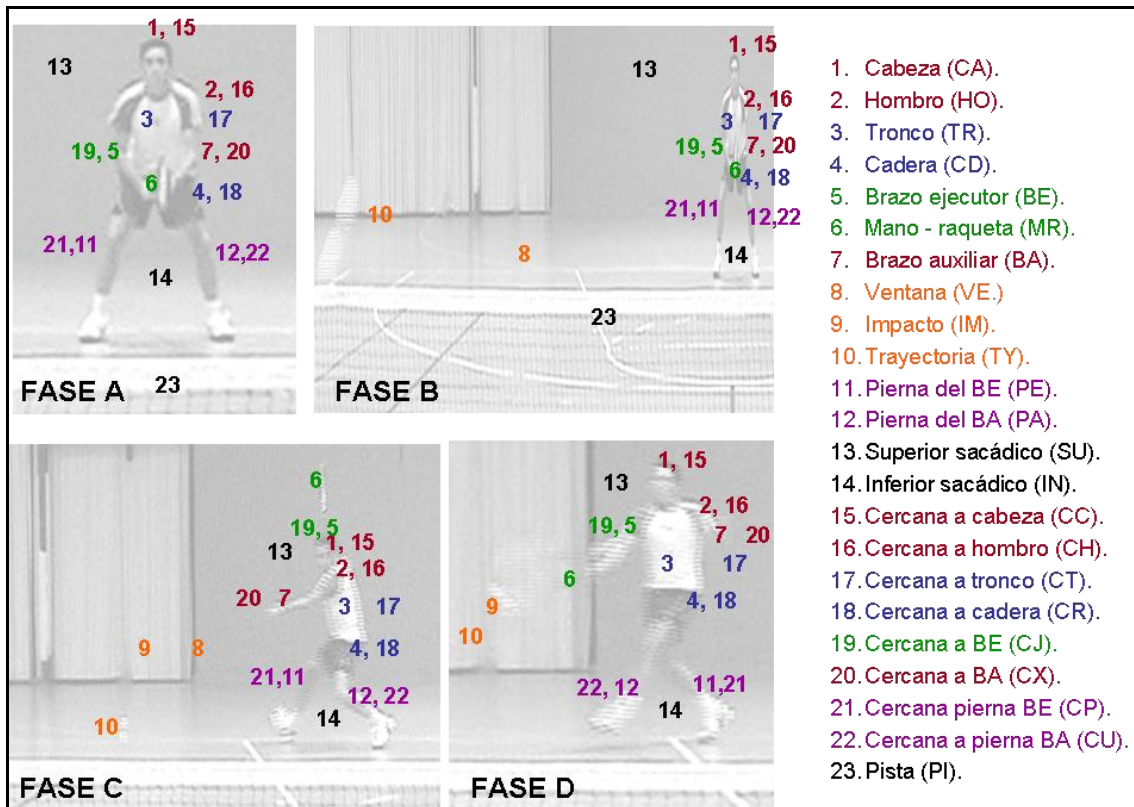 1, 15
13
2, 16
3
17
19, 5
7, 20
6
4, 18
21,11
12,22
14
23
FASE A
1, 15
13
2, 16
3
17
19, 5
7, 20
6
4, 18
10
21,11
12,22
8
14
23
FASE B
6
19, 5
13
1, 15
2, 16
20
7
3
17
9
8
4, 18
21,11
12, 22
14
10
FASE C
1, 15
13
2, 16
19, 5
7
20
3
17
6
9
4, 18
10
22, 12
11,21
14
FASE D
1. Cabeza (CA).
2. Hombro (HO).
3. Tronco (TR).
4. Cadera (CD).
5. Brazo ejecutor (BE).
6. Mano - raqueta (MR).
7. Brazo auxiliar (BA).
8. Ventana (VE.)
9. Impacto (IM).
10. Trayectoria (TY).
11. Pierna del BE (PE).
12. Pierna del BA (PA).
13. Superior sacádico (SU).
14. Inferior sacádico (IN).
15. Cercana a cabeza (CC).
16. Cercana a hombro (CH).
17. Cercana a tronco (CT).
18. Cercana a cadera (CR).
19. Cercana a BE (CJ).
20. Cercana a BA (CX).
21. Cercana pierna BE (CP).
22. Cercana a pierna BA (CU).
23. Pista (PI).